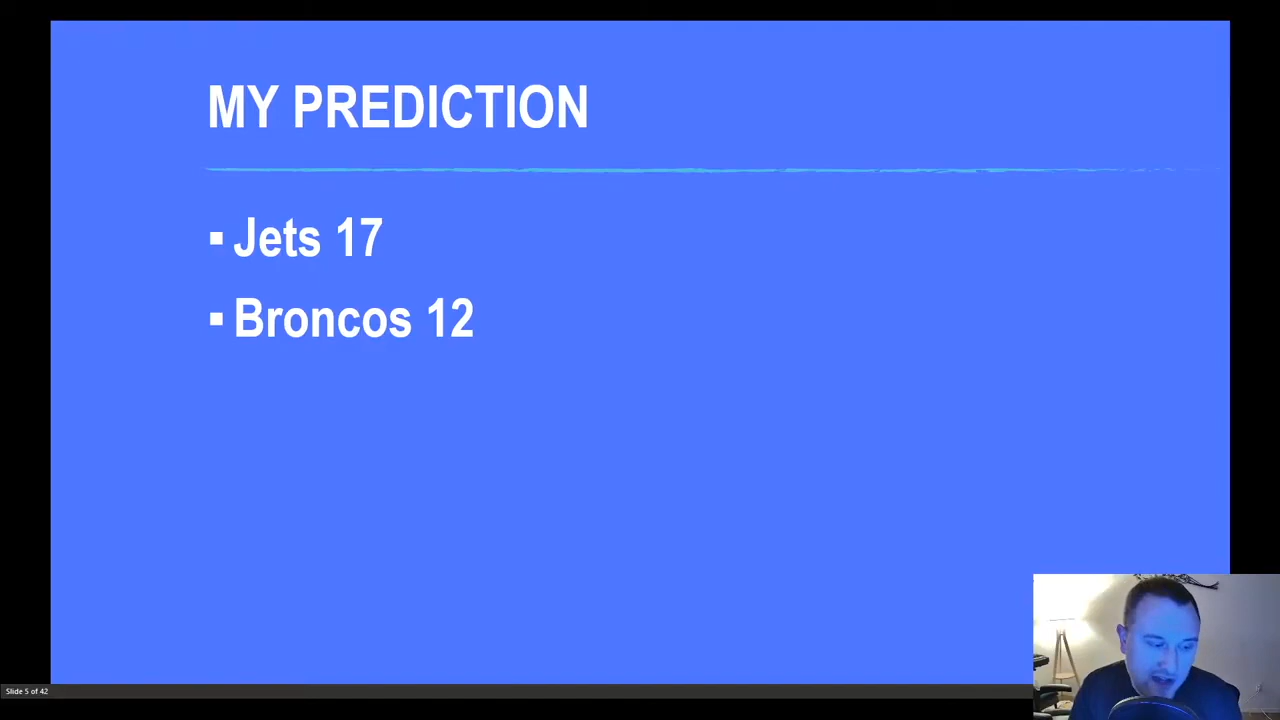 MY PREDICTION
▪ Jets 17
▪ Broncos 12
Slide 5 of 42